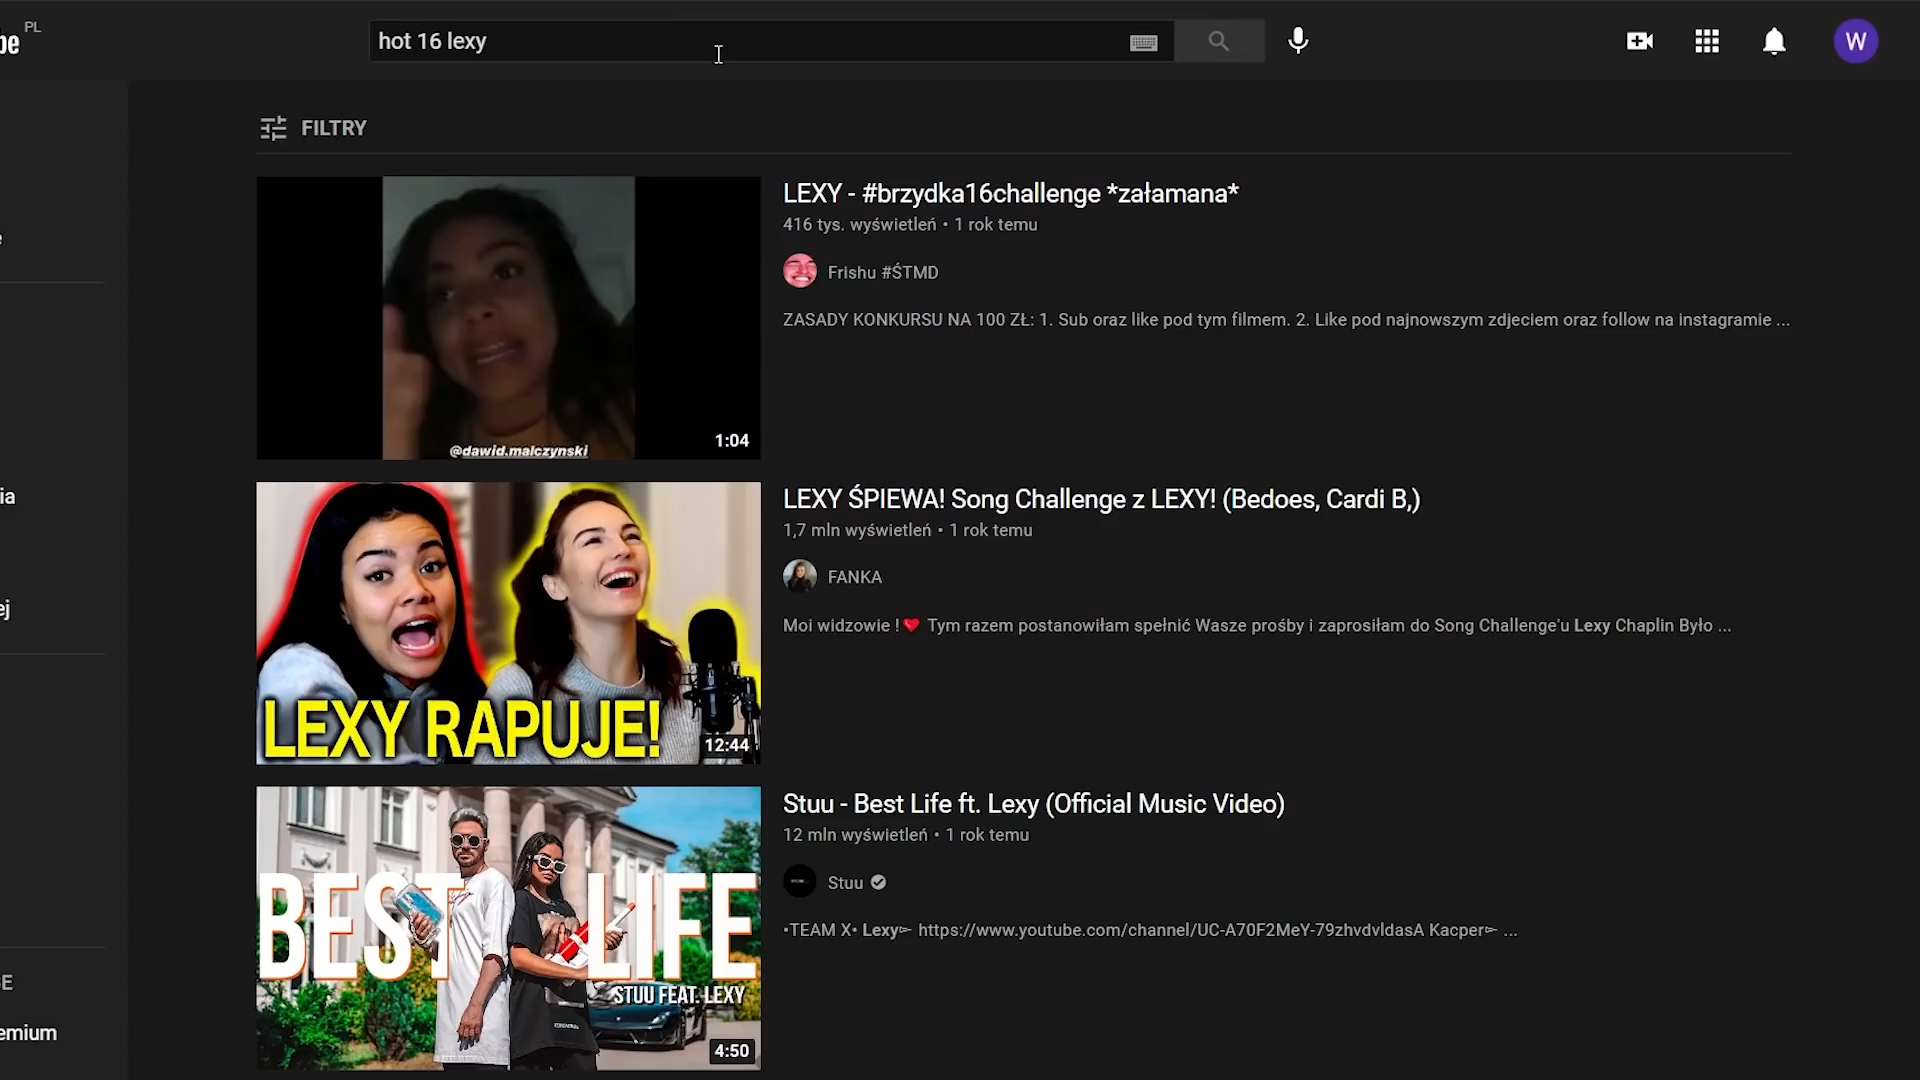 be PL
hot 16 lexy
W
FILTRY
LEXY - #brzydka16challenge *załamana*
416 tys. wyświetleń • 1 rok temu
Frishu #ŚTMD
ZASADY KONKURSU NA 100 ZŁ: 1. Sub oraz like pod tym filmem. 2. Like pod najnowszym zdjeciem oraz follow na instagramie ...
@dawid.malczynski
1:04
LEXY ŚPIEWA! Song Challenge z LEXY! (Bedoes, Cardi B,)
1,7 mln wyświetleń • 1 rok temu
FANKA
Moi widzowie !❤ Tym razem postanowiłam spełnić Wasze prośby i zaprosiłam do Song Challenge'u Lexy Chaplin Było ...
LEXY RAPUJE!
12:44
Stuu - Best Life ft. Lexy (Official Music Video)
12 mln wyświetleń • 1 rok temu
Stuu
•TEAM X• Lexy► https://www.youtube.com/channel/UC-A70F2MeY-79zhvdvldasA Kacper► ...
BEST LIFE
STUU FEAT. LEXY
4:50
ia
ej
BE
emium